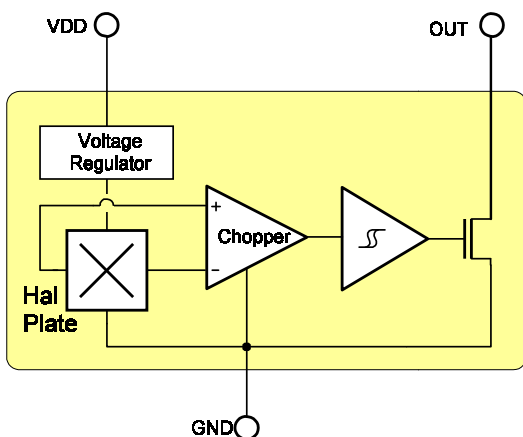 VDD
OUT
Voltage
Regulator
+
Chopper
−
Hal
Plate
GND